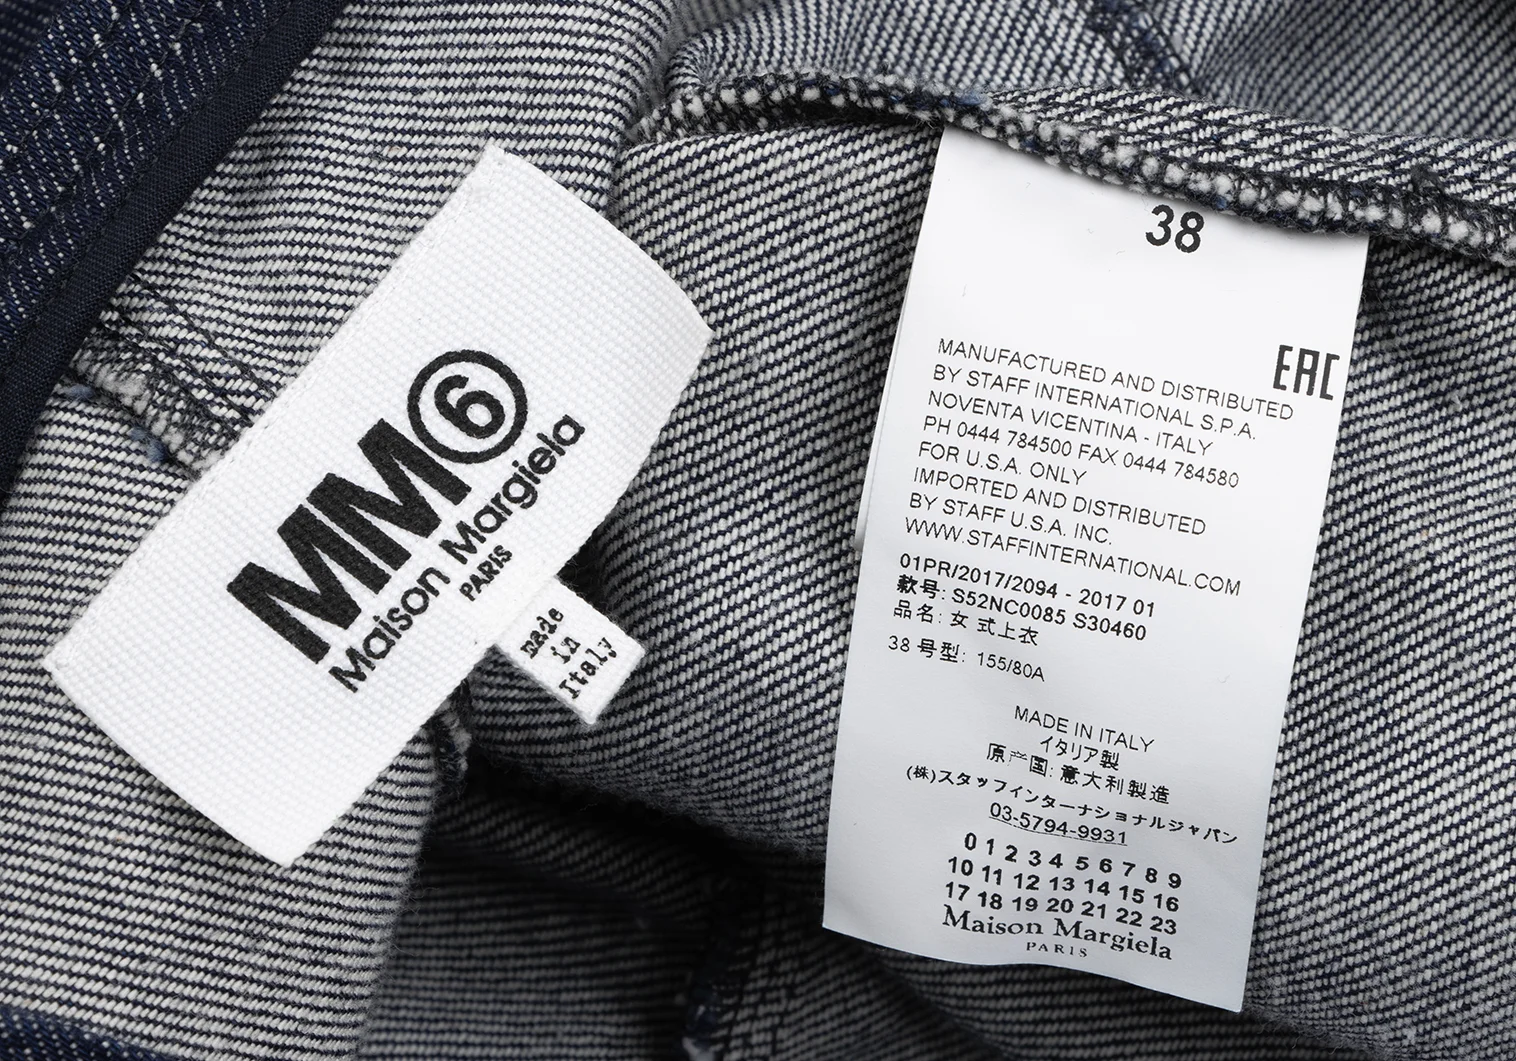 MM6
Maison Margiela
PARIS
made
in
Italy
38
EAC
MANUFACTURED AND DISTRIBUTED
BY STAFF INTERNATIONAL S.P.A.
NOVENTA VICENTINA - ITALY
PH 0444 784500 FAX 0444 784580
FOR U.S.A. ONLY
IMPORTED AND DISTRIBUTED
BY STAFF U.S.A. INC.
WWW.STAFFINTERNATIONAL.COM
01PR/2017/2094 - 2017 01
款号: S52NC0085 S30460
品名: 女 式上衣
38 号型: 155/80A
MADE IN ITALY
イタリア製
原产国: 意大利製造
(株)スタッフインターナショナルジャパン
03-5794-9931
0 1 2 3 4 5 6 7 8 9
10 11 12 13 14 15 16
17 18 19 20 21 22 23
Maison Margiela
PARIS